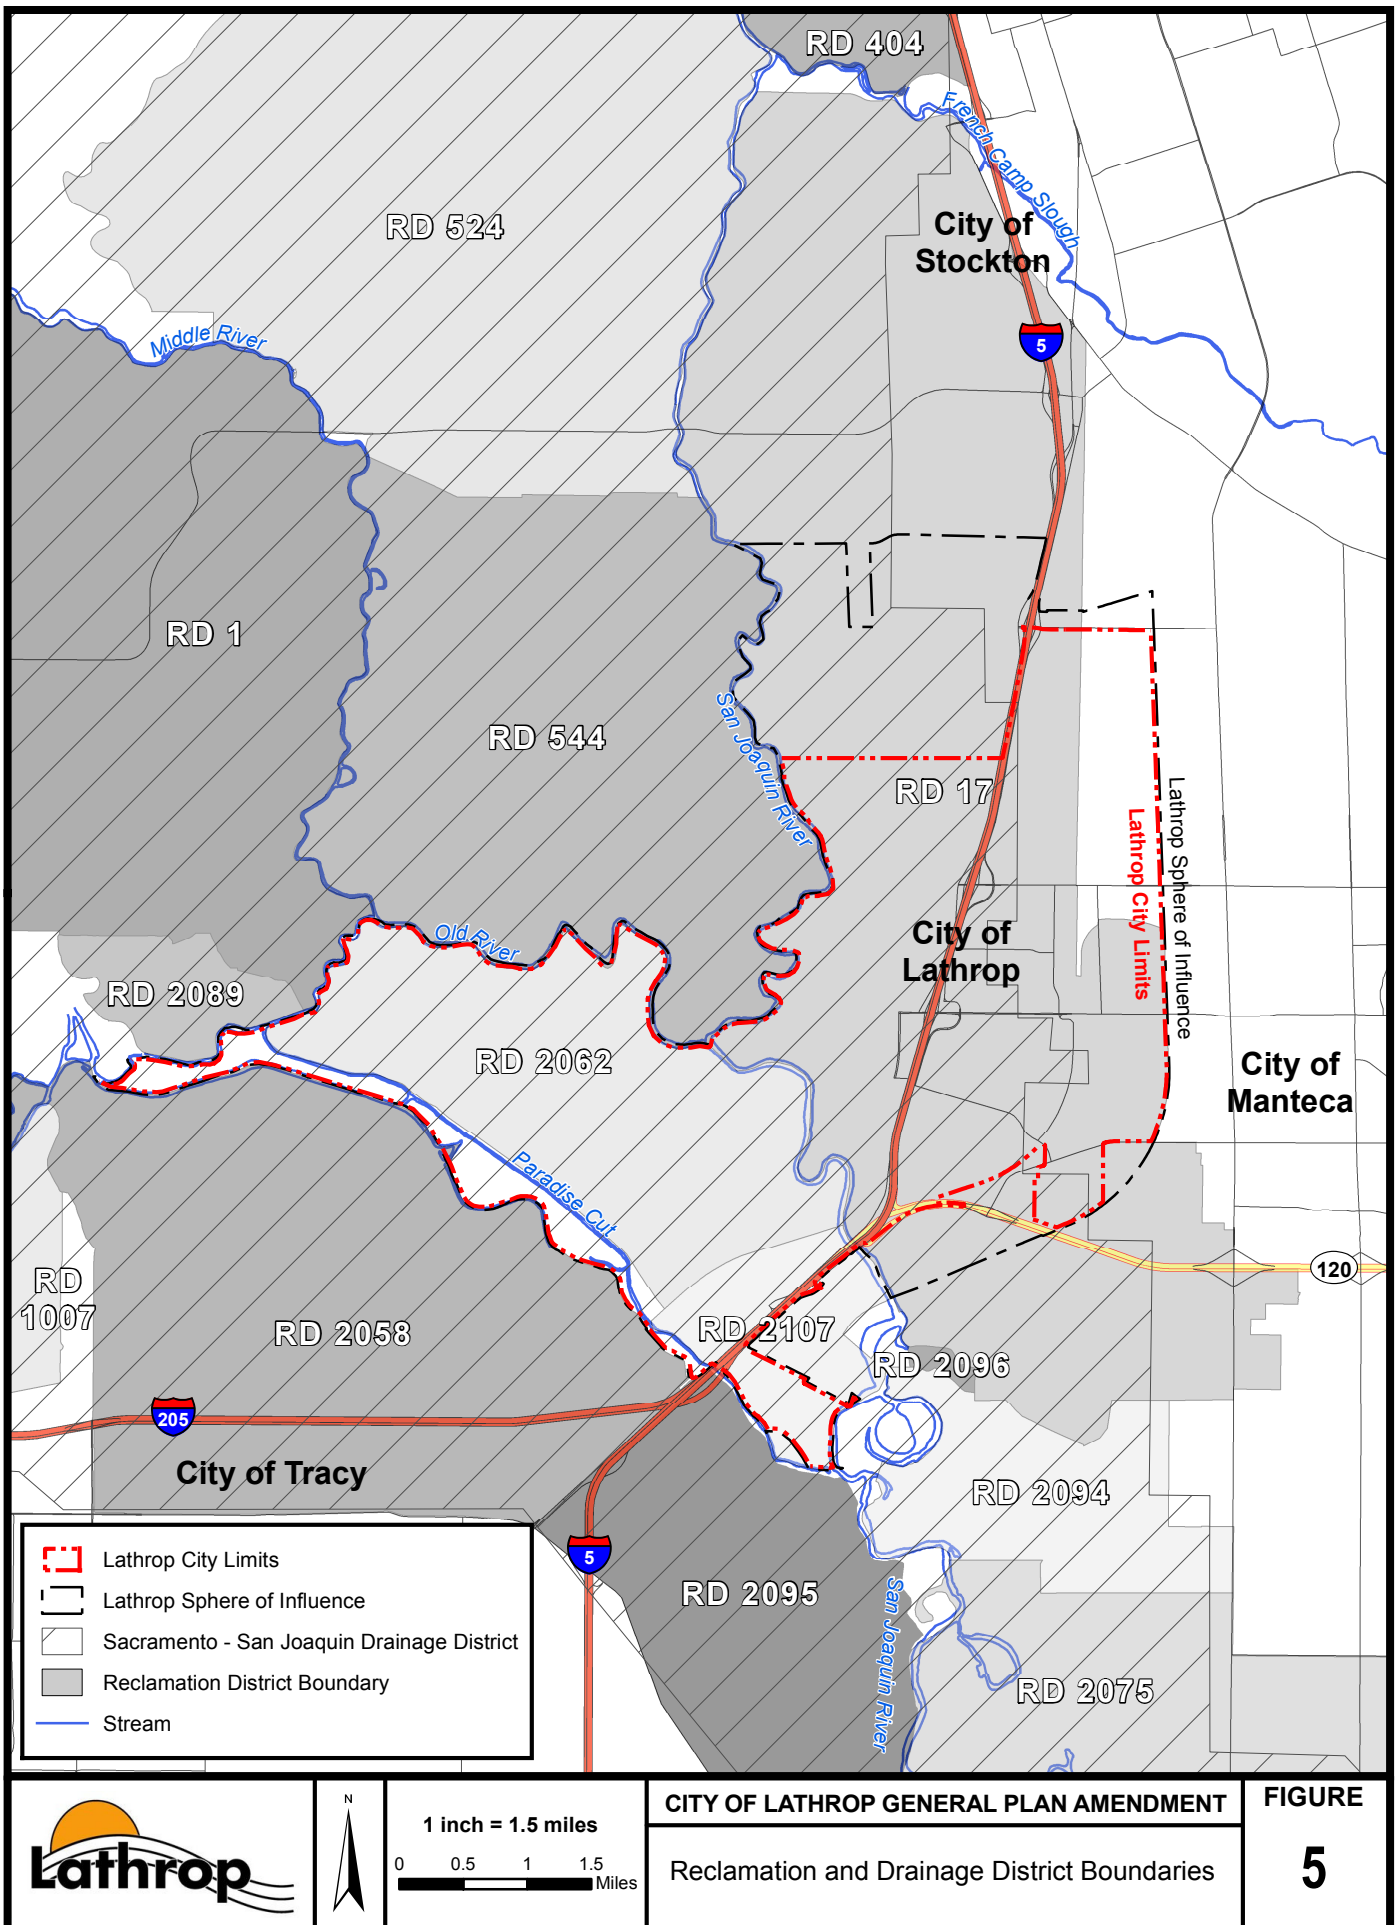 RD 404
French Camp Slough
RD 524
City of
Stockton
5
Middle River
RD 1
RD 544
San Joaquin River
RD 17
Lathrop Sphere of Influence
Lathrop City Limits
City of
Lathrop
Old River
RD 2089
RD 2062
City of
Manteca
Paradise Cut
RD
1007
RD 2058
RD 2107
RD 2096
120
205
City of Tracy
RD 2094
5
RD 2095
San Joaquin River
RD 2075
Lathrop City Limits
Lathrop Sphere of Influence
Sacramento - San Joaquin Drainage District
Reclamation District Boundary
Stream
Lathrop
N
1 inch = 1.5 miles
0 0.5 1 1.5
Miles
CITY OF LATHROP GENERAL PLAN AMENDMENT
Reclamation and Drainage District Boundaries
FIGURE
5